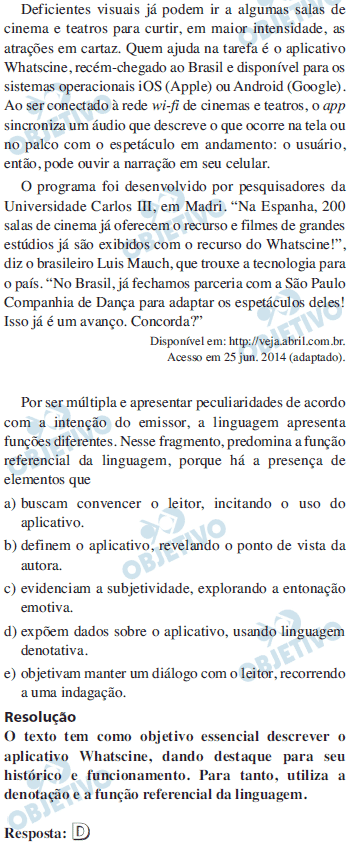 Deficientes visuais já podem ir a algumas salas de
cinema e teatros para curtir, em maior intensidade, as
atrações em cartaz. Quem ajuda na tarefa é o aplicativo
Whatscine, recém-chegado ao Brasil e disponível para os
sistemas operacionais iOS (Apple) ou Android (Google).
Ao ser conectado à rede wi-fi de cinemas e teatros, o app
sincroniza um áudio que descreve o que ocorre na tela ou
no palco com o espetáculo em andamento: o usuário,
então, pode ouvir a narração em seu celular.
O programa foi desenvolvido por pesquisadores da
Universidade Carlos III, em Madri. “Na Espanha, 200
salas de cinema já oferecem o recurso e filmes de grandes
estúdios já são exibidos com o recurso do Whatscine!”,
diz o brasileiro Luis Mauch, que trouxe a tecnologia para
o país. “No Brasil, já fechamos parceria com a São Paulo
Companhia de Dança para adaptar os espetáculos deles!
Isso já é um avanço. Concorda?”
Disponível em: http://veja.abril.com.br.
Acesso em 25 jun. 2014 (adaptado).
Por ser múltipla e apresentar peculiaridades de acordo
com a intenção do emissor, a linguagem apresenta
funções diferentes. Nesse fragmento, predomina a função
referencial da linguagem, porque há a presença de
elementos que
a) buscam convencer o leitor, incitando o uso do
aplicativo.
b) definem o aplicativo, revelando o ponto de vista da
autora.
c) evidenciam a subjetividade, explorando a entonação
emotiva.
d) expõem dados sobre o aplicativo, usando linguagem
denotativa.
e) objetivam manter um diálogo com o leitor, recorrendo
a uma indagação.
Resolução
O texto tem como objetivo essencial descrever o
aplicativo Whatscine, dando destaque para seu
histórico e funcionamento. Para tanto, utiliza a
denotação e a função referencial da linguagem.
Resposta: D
OBJETIVO
OBJETIVO
OBJETIVO
OBJETIVO
OBJETIVO
OBJETIVO
OBJETIVO
OBJETIVO